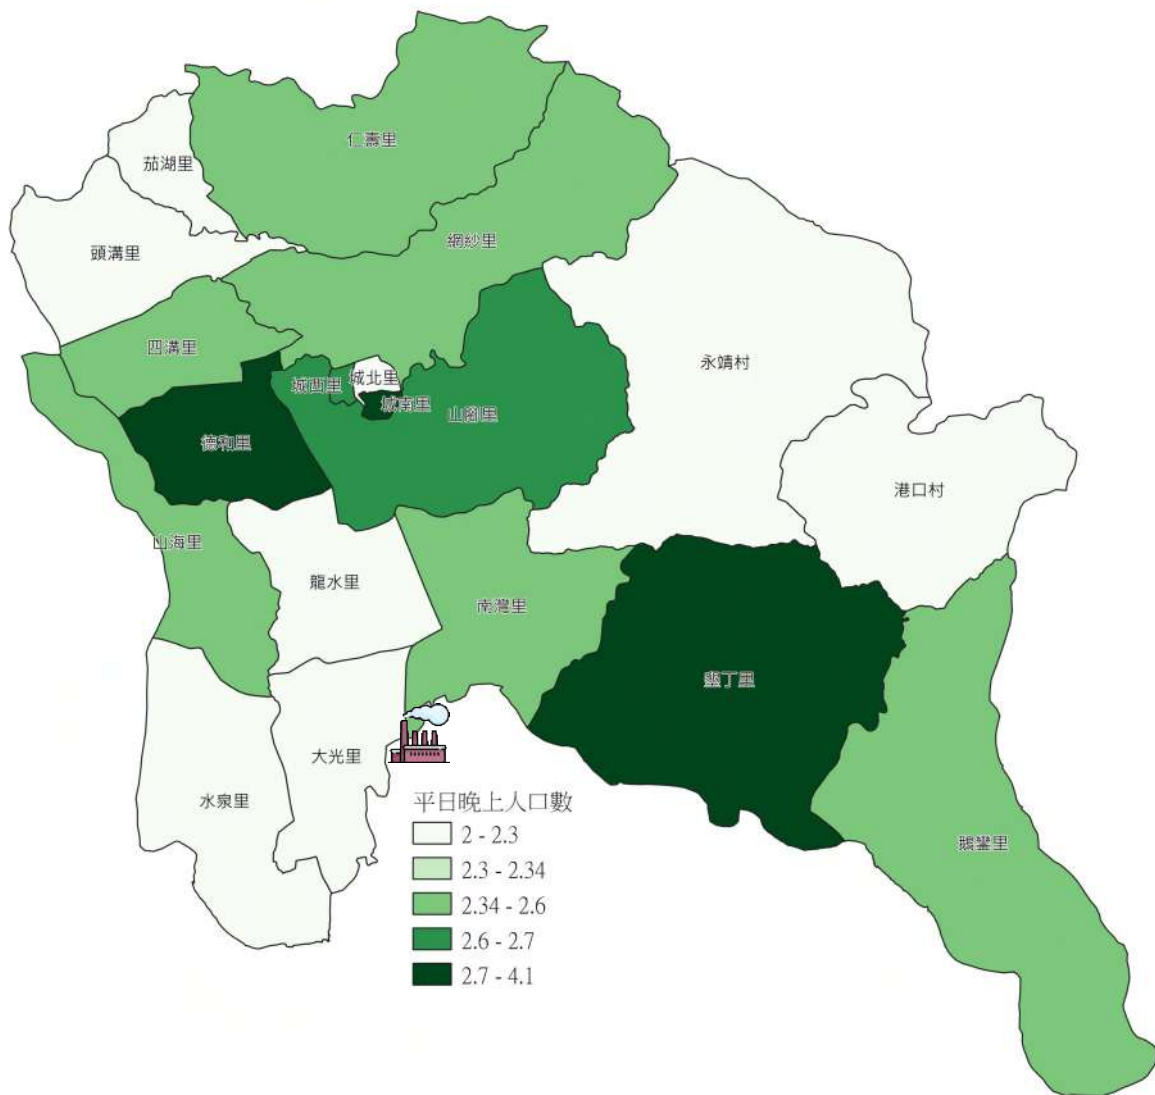 仁壽里
茄湖里
網紗里
頭溝里
四溝里
永靖村
城西里
城北里
城南里
山腳里
德和里
港口村
山海里
龍水里
南灣里
墾丁里
大光里
水泉里
鵝鑾里
平日晚上人口數
2 - 2.3
2.3 - 2.34
2.34 - 2.6
2.6 - 2.7
2.7 - 4.1